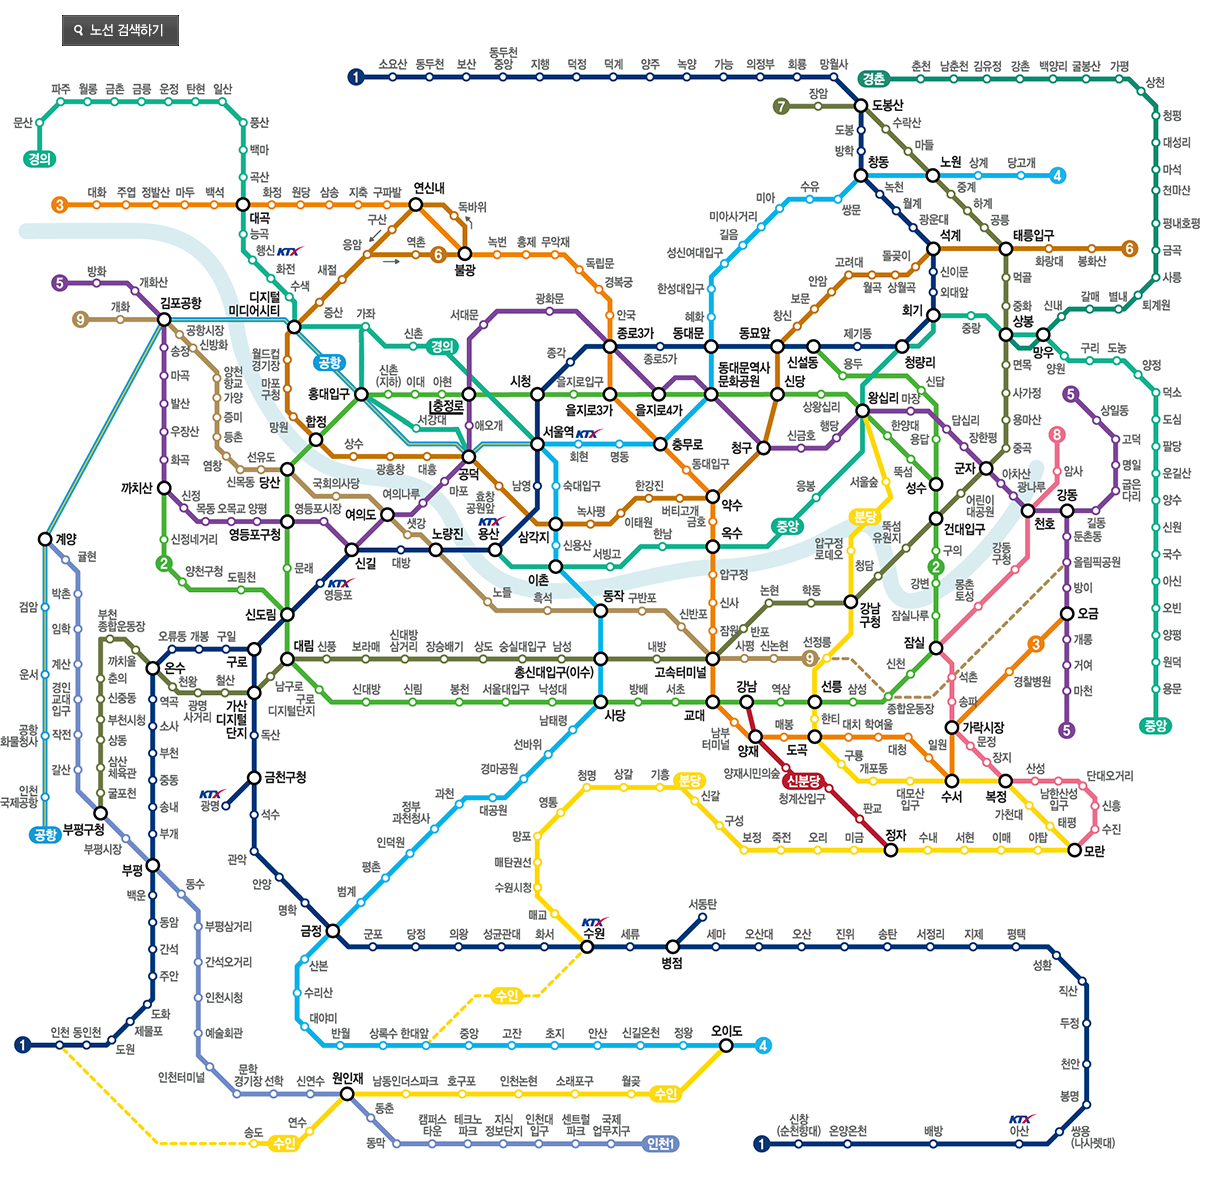 노선 검색하기
1 소요산 동두천 보산 동두천 중앙 지행 덕정 덕계 양주 녹양 가능 의정부 회룡 망월사
경춘 춘천 남춘천 김유정 강촌 백양리 굴봉산 가평
상천
파주 월롱 금촌 금릉 운정 탄현 일산
7 장암 도봉산
문산 풍산
청평
도봉 수락산
백마
대성리
방학 마들
경의
창동 노원 상계 당고개 4
마석
곡산
천마산
3 대화 주엽 정발산 마두 백석 화정 원당 삼송 지축 구파발 연신내
수유 녹천 중계
미아 쌍문 월계 하계
대곡 구산 독바위
미아사거리 광운대 공릉
평내호평
능곡
길음 석계 태릉입구
행신 KTX 응암 역촌 6 불광 녹번 홍제 무악재
성신여대입구 돌곶이 화랑대 봉화산 6
금곡
화전 새절 독립문
고려대 신이문 먹골
5 방화 개화산 수색 경복궁
한성대입구 안암 월곡 상월곡 외대앞
사릉
김포공항 디지털 미디어시티 증산 광화문
보문 회기 중화 신내 갈매 별내 퇴계원
9 개화 가좌 신촌 경의 서대문 안국
혜화 창신 중랑 상봉
공항시장 종로3가 동대문 동묘앞 제기동
송정 신방화 월드컵 경기장 공항 종각 종로5가 신설동 청량리 망우
구리 도농 양정
마곡 양천향교 마포구청 신촌 (지하) 이대 아현 시청 을지로입구 동대문역사 문화공원 신당 용두 면목 양원
덕소
가양 홍대입구 충정로 을지로3가 을지로4가 상왕십리 왕십리 마장 신답 사가정 5
발산 증미 망원 합정 서강대 애오개 서울역 KTX 답십리 용마산 상일동
도심
우장산 등촌 상수 회현 명동 충무로 청구 신금호 행당 한양대 용답 장한평 8 고덕
팔당
화곡 염창 선유도 광흥창 대흥 공덕 동대입구 뚝섬 중곡 암사 명일
운길산
신목동 당산 국회의사당 마포 효창 공원앞 남영 숙대입구 한강진 약수 응봉 서울숲 성수 군자 아차산 광나루 강동 굽은 다리
까치산 신정 목동 오목교 양평 영등포시장 여의도 여의나루 녹사평 버티고개 금호
양수
어린이 대공원 천호 길동
영등포구청 샛강 노량진 KTX 용산 삼각지 이태원 옥수 중앙 분당 뚝섬 유원지 건대입구
신원
신정네거리 신길 대방 신용산 한남 압구정 로데오 강동 구청 둔촌동
국수
계양 귤현 2 양천구청 도림천 문래 KTX 영등포 이촌 서빙고 압구정 청담 구의 2 올림픽공원
아신
박촌 신도림 노들 흑석 동작 구반포 신반포 신사 논현 학동 강남 구청 강변 몽촌 토성 방이
검암 부천 종합운동장 잠실나루 오금
오빈
임학 오류동 개봉 구일 잠원 반포 개롱
양평
까치울 온수 구로 대림 신풍 보라매 신대방 삼거리 장승배기 상도 숭실대입구 남성 내방 사평 신논현 선정릉 9 잠실 3
계산 춘의 천왕 철산 총신대입구(이수) 고속터미널 신천 거여
원덕
운서 신중동 광명 사거리 가산 디지털 단지 남구로 구로 디지털단지 신대방 신림 봉천 서울대입구 낙성대 방배 서초 강남 역삼 선릉 삼성 종합운동장 석촌 경찰병원 마천
용문
경인 교대 입구 역곡 사당 교대 송파
부천시청 소사 독산 남태령 남부 터미널 매봉 한티 대치 학여울 가락시장 5
중앙
공항 화물청사 작전 상동 부천 선바위 양재 도곡 대청 일원 문정
갈산 삼산 체육관 중동 금천구청 경마공원 양재시민의숲 구룡 개포동 장지
인천 국제공항 굴포천 송내 KTX 광명 과천 청명 상갈 기흥 분당 신분당 대모산 입구 수서 복정 산성 단대오거리
공항 부평구청 석수 정부 과천청사 대공원 영통 신갈 청계산입구 판교 가천대 남한산성 입구 신흥
부평시장 부개 인덕원 망포 구성 태평 수진
부평 관악 평촌 매탄권선 보정 죽전 오리 미금 정자 수내 서현 이매 야탑 모란
백운 동수 안양 범계 수원시청
동암 부평삼거리 명학 매교 KTX 서동탄
간석 금정 군포 당정 의왕 성균관대 화서 수원 세류 병점 세마 오산대 오산 진위 송탄 서정리 지제 평택
간석오거리 산본 성환
주안 수리산 수인 직산
인천시청
도화 대야미 두정
제물포 예술회관
1 인천 동인천 도원 반월 상록수 한대앞 중앙 고잔 초지 안산 신길온천 정왕 오이도 4
천안
인천터미널 문학 경기장 선학 신연수 원인재 남동인더스파크 호구포 인천논현 소래포구 월곶 수인
봉명
송도 수인 연수 동춘 동막 캠퍼스 타운 테크노 파크 지식 정보단지 인천대 입구 센트럴 파크 국제 업무지구 인천1
1 신창 (순천향대) 온양온천 배방 KTX 아산 쌍용 (나사렛대)